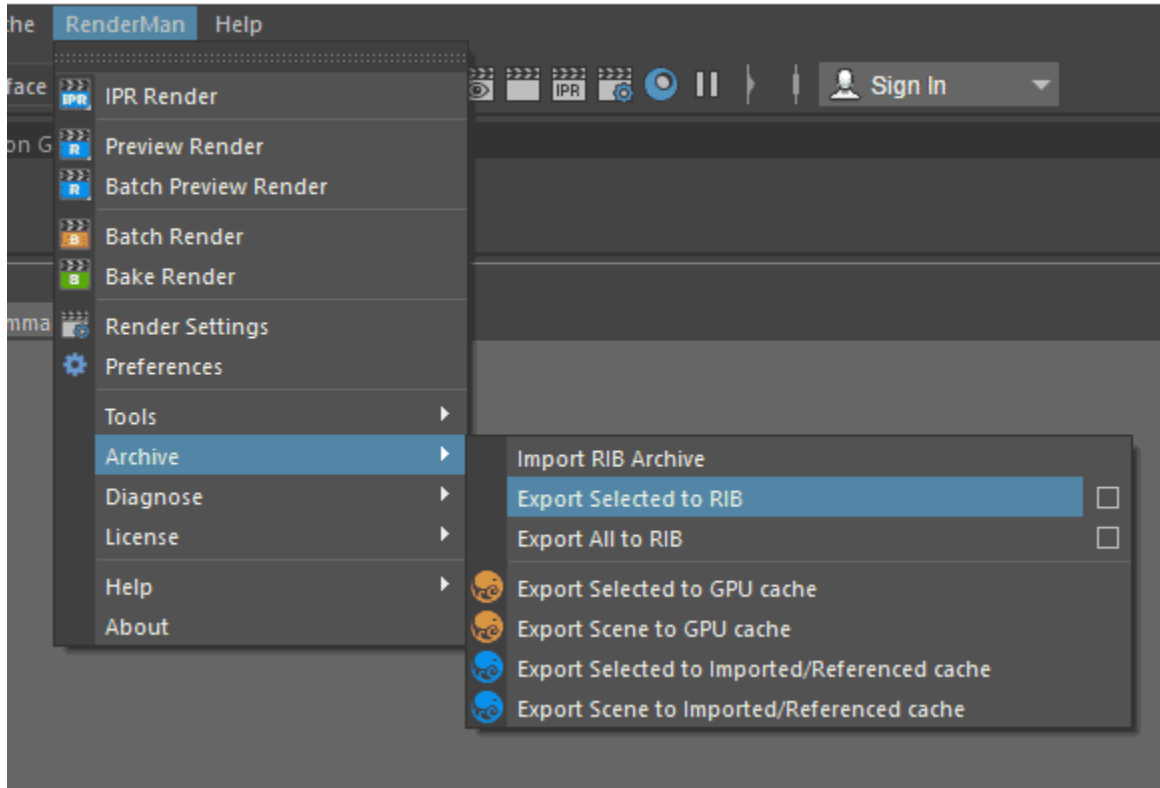 che RenderMan Help
face
IPR
IPR Render
IPR
Sign In
on G
R
Preview Render
R
Batch Preview Render
B
Batch Render
B
Bake Render
mma
Render Settings
Preferences
Tools
Archive
Diagnose
License
Help
About
Import RIB Archive
Export Selected to RIB
Export All to RIB
Export Selected to GPU cache
Export Scene to GPU cache
Export Selected to Imported/Referenced cache
Export Scene to Imported/Referenced cache